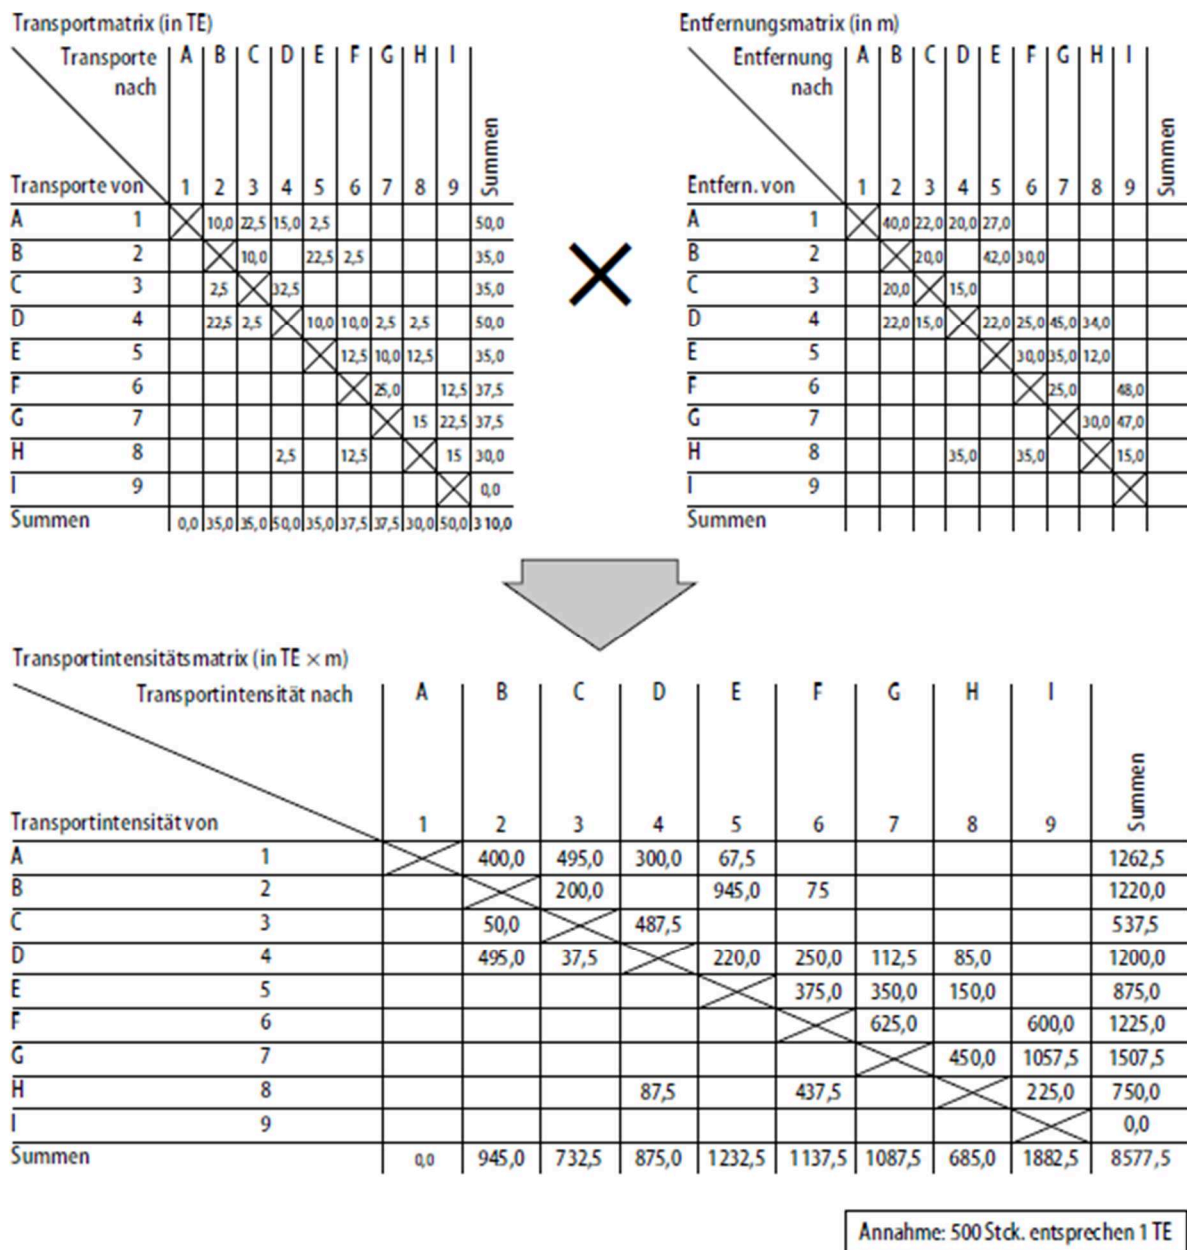 Transportmatrix (in TE)
Transporte nach A B C D E F G H I Summen
Transporte von 1 2 3 4 5 6 7 8 9
A 1 10,0 22,5 15,0 2,5 50,0
B 2 10,0 22,5 2,5 35,0
C 3 2,5 32,5 35,0
D 4 22,5 2,5 10,0 10,0 2,5 2,5 50,0
E 5 12,5 10,0 12,5 35,0
F 6 25,0 12,5 37,5
G 7 15 22,5 37,5
H 8 2,5 12,5 15 30,0
I 9 0,0
Summen 0,0 35,0 35,0 50,0 35,0 37,5 37,5 30,0 50,0 310,0
Entfernungsmatrix (in m)
Entfernung nach A B C D E F G H I Summen
Entfern. von 1 2 3 4 5 6 7 8 9
A 1 40,0 22,0 20,0 27,0
B 2 20,0 42,0 30,0
C 3 20,0 15,0
D 4 22,0 15,0 22,0 25,0 45,0 34,0
E 5 30,0 35,0 12,0
F 6 25,0 48,0
G 7 30,0 47,0
H 8 35,0 35,0 15,0
I 9
Summen
Transportintensitätsmatrix (in TE × m)
Transportintensität nach A B C D E F G H I Summen
Transportintensität von 1 2 3 4 5 6 7 8 9
A 1 400,0 495,0 300,0 67,5 1262,5
B 2 200,0 945,0 75 1220,0
C 3 50,0 487,5 537,5
D 4 495,0 37,5 220,0 250,0 112,5 85,0 1200,0
E 5 375,0 350,0 150,0 875,0
F 6 625,0 600,0 1225,0
G 7 450,0 1057,5 1507,5
H 8 87,5 437,5 225,0 750,0
I 9 0,0
Summen 0,0 945,0 732,5 875,0 1232,5 1137,5 1087,5 685,0 1882,5 8577,5
Annahme: 500 Stck. entsprechen 1 TE